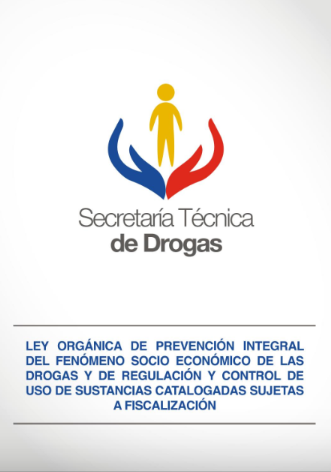 Secretaría Técnica
de Drogas
LEY ORGÁNICA DE PREVENCIÓN INTEGRAL
DEL FENÓMENO SOCIO ECONÓMICO DE LAS
DROGAS Y DE REGULACIÓN Y CONTROL DE
USO DE SUSTANCIAS CATALOGADAS SUJETAS
A FISCALIZACIÓN